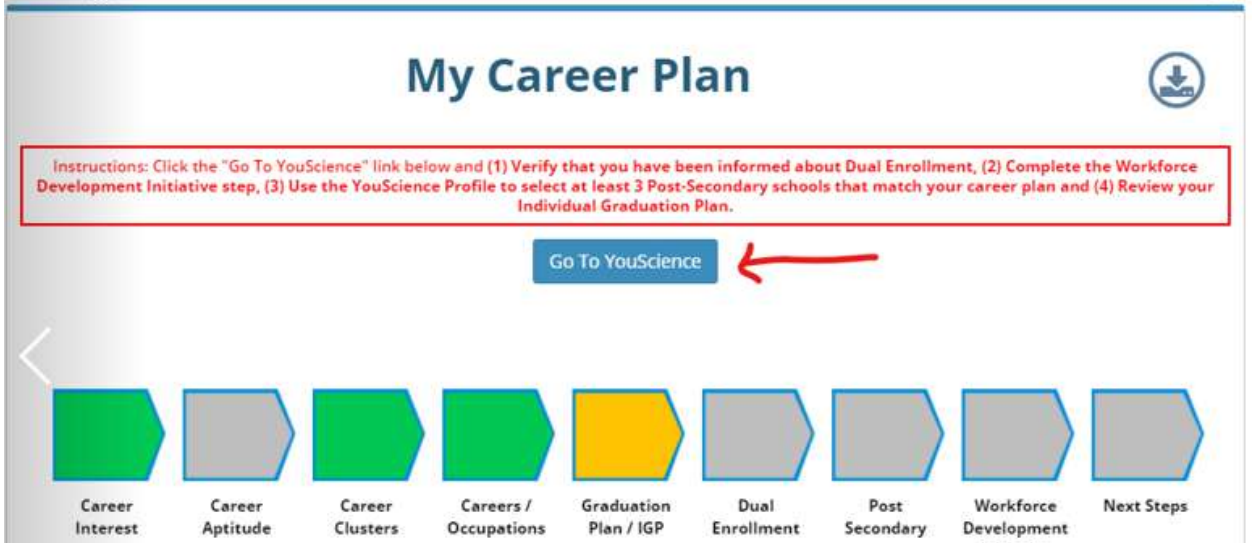 My Career Plan
Instructions: Click the "Go To YouScience" link below and (1) Verify that you have been informed about Dual Enrollment, (2) Complete the Workforce
Development Initiative step, (3) Use the YouScience Profile to select at least 3 Post-Secondary schools that match your career plan and (4) Review your
Individual Graduation Plan.
Go To YouScience
Career Interest
Career Aptitude
Career Clusters
Careers / Occupations
Graduation Plan / IGP
Dual Enrollment
Post Secondary
Workforce Development
Next Steps